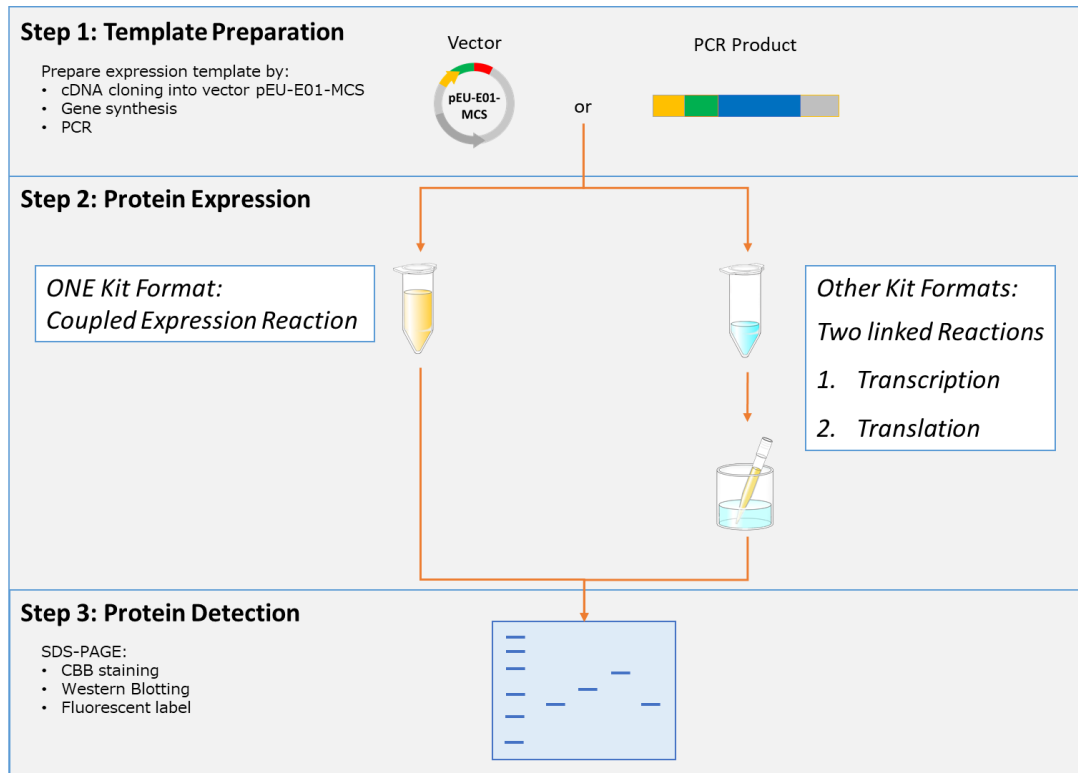 Step 1: Template Preparation
Prepare expression template by:
• cDNA cloning into vector pEU-E01-MCS
• Gene synthesis
• PCR
Vector
pEU-E01-
MCS
or
PCR Product
Step 2: Protein Expression
ONE Kit Format:
Coupled Expression Reaction
Other Kit Formats:
Two linked Reactions
1. Transcription
2. Translation
Step 3: Protein Detection
SDS-PAGE:
• CBB staining
• Western Blotting
• Fluorescent label